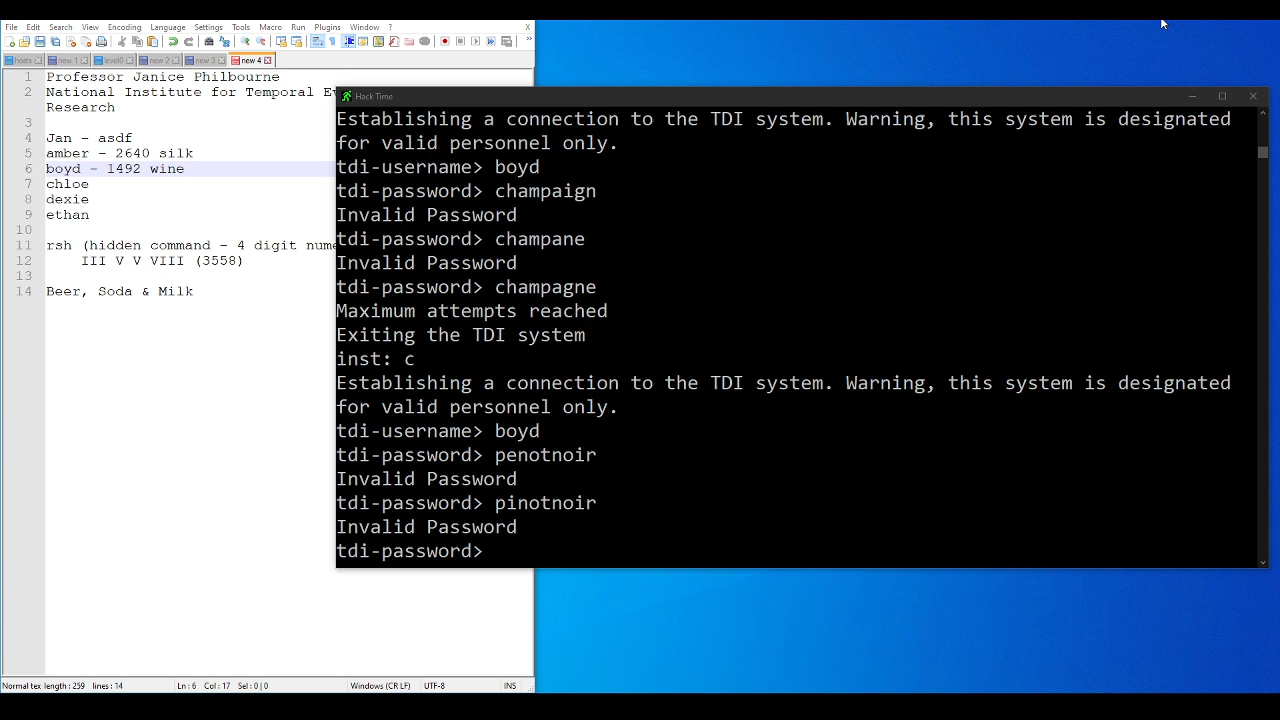 File Edit Search View Encoding Language Settings Tools Macro Run Plugins Window ?
hosts new 1 level0 new 2 new 3 new 4
1 Professor Janice Philbourne
2 National Institute for Temporal
Research
3
4 Jan - asdf
5 amber - 2640 silk
6 boyd - 1492 wine
7 chloe
8 dexie
9 ethan
10
11 rsh (hidden command - 4 digit
12 III V V VIII (3558)
13
14 Beer, Soda & Milk
Normal tex length : 259 lines : 14 Ln : 6 Col : 17 Sel : 0 | 0 Windows (CR LF) UTF-8 INS
Hack Time
Establishing a connection to the TDI system. Warning, this system is designated
for valid personnel only.
tdi-username> boyd
tdi-password> champaign
Invalid Password
tdi-password> champane
Invalid Password
tdi-password> champagne
Maximum attempts reached
Exiting the TDI system
inst: c
Establishing a connection to the TDI system. Warning, this system is designated
for valid personnel only.
tdi-username> boyd
tdi-password> penotnoir
Invalid Password
tdi-password> pinotnoir
Invalid Password
tdi-password>